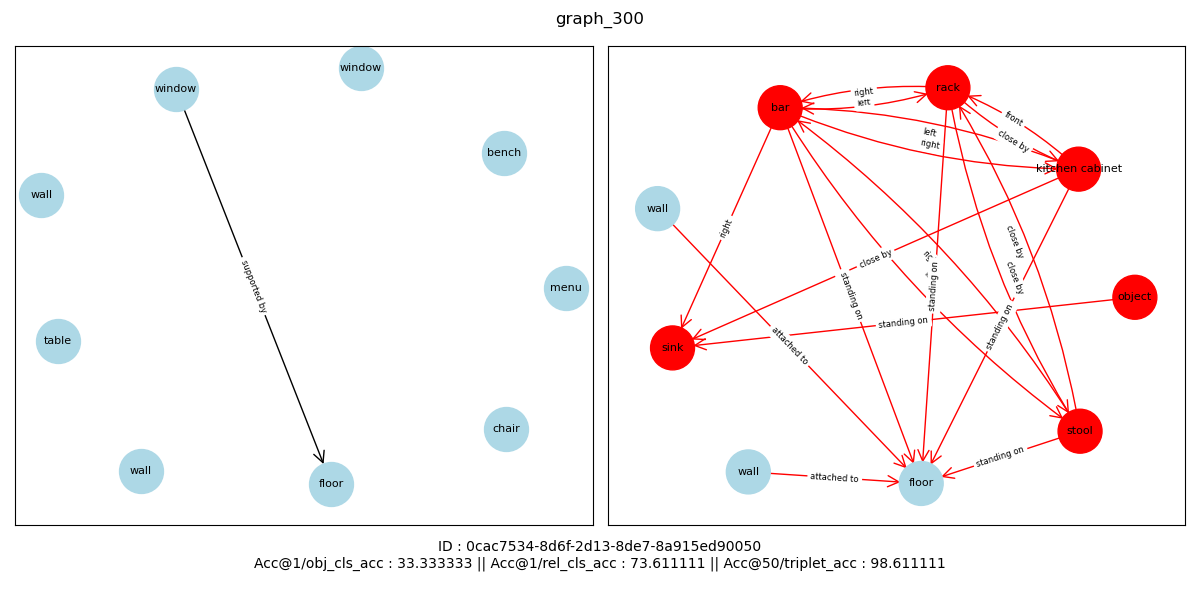 graph_300
window
window
bench
wall
supported by
menu
table
chair
wall
floor
rack
bar
right
left
front
close by
left
right
kitchen cabinet
wall
right
close by
close by
close by
standing on
standing on
object
standing on
standing on
sink
attached to
stool
standing on
wall
attached to
floor
ID : 0cac7534-8d6f-2d13-8de7-8a915ed90050
Acc@1/obj_cls_acc : 33.333333 || Acc@1/rel_cls_acc : 73.611111 || Acc@50/triplet_acc : 98.611111